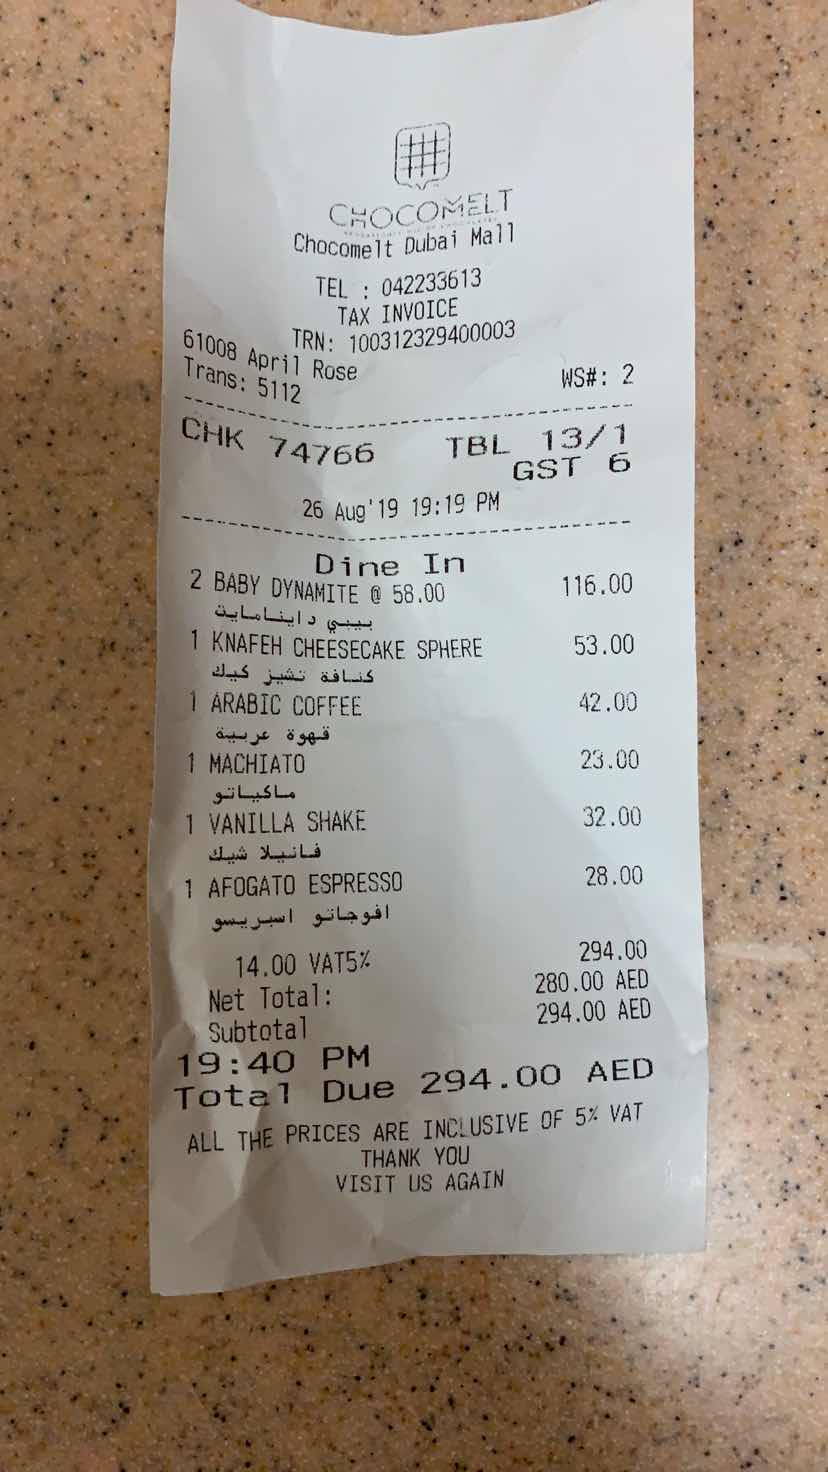 CHOCOMELT
Chocomelt Dubai Mall
TEL : 042233613
TAX INVOICE
TRN: 100312329400003
61008 April Rose
Trans: 5112 WS#: 2
CHK 74766 TBL 13/1
GST 6
26 Aug'19 19:19 PM
Dine In
2 BABY DYNAMITE @ 58.00 116.00
بيبي داينامايت
1 KNAFEH CHEESECAKE SPHERE 53.00
كنافة تشيز كيك
1 ARABIC COFFEE 42.00
قهوة عربية
1 MACHIATO 23.00
ماكياتو
1 VANILLA SHAKE 32.00
فانيلا شيك
1 AFOGATO ESPRESSO 28.00
افوجاتو اسبريسو
14.00 VAT5% 294.00
Net Total: 280.00 AED
Subtotal 294.00 AED
19:40 PM
Total Due 294.00 AED
ALL THE PRICES ARE INCLUSIVE OF 5% VAT
THANK YOU
VISIT US AGAIN